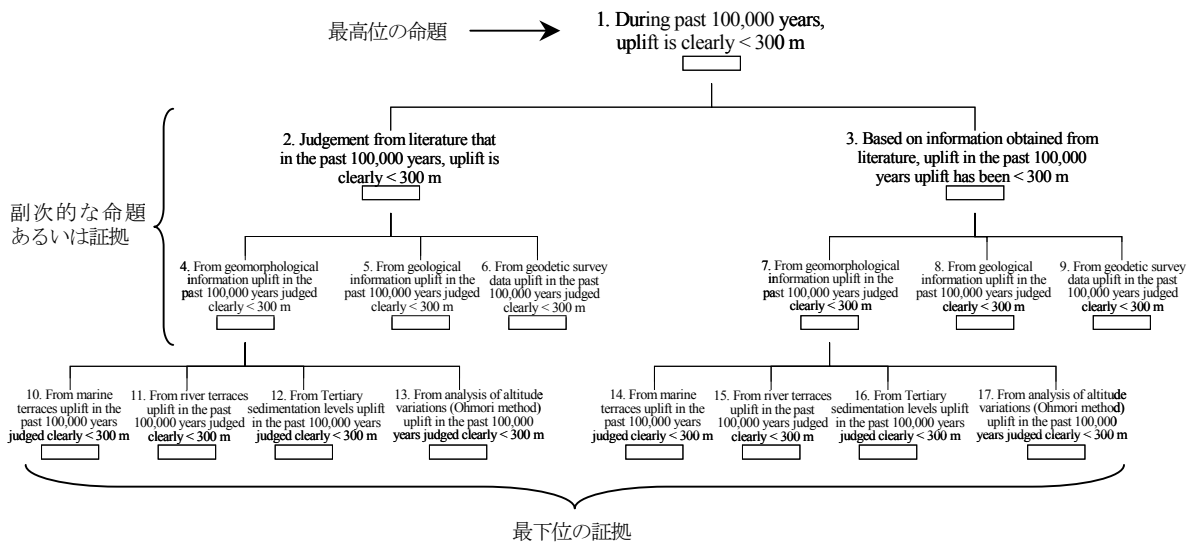 最高位の命題
1. During past 100,000 years,
uplift is clearly < 300 m
2. Judgement from literature that
in the past 100,000 years, uplift is
clearly < 300 m
3. Based on information obtained from
literature, uplift in the past 100,000
years uplift has been < 300 m
副次的な命題
あるいは証拠
4. From geomorphological
information uplift in the
past 100,000 years judged
clearly < 300 m
5. From geological
information uplift in the
past 100,000 years judged
clearly < 300 m
6. From geodetic survey
data uplift in the past
100,000 years judged
clearly < 300 m
7. From geomorphological
information uplift in the
past 100,000 years judged
clearly < 300 m
8. From geological
information uplift in the
past 100,000 years judged
clearly < 300 m
9. From geodetic survey
data uplift in the past
100,000 years judged
clearly < 300 m
10. From marine
terraces uplift in the
past 100,000 years
judged clearly < 300 m
11. From river terraces
uplift in the past
100,000 years judged
clearly < 300 m
12. From Tertiary
sedimentation levels uplift
in the past 100,000 years
judged clearly < 300 m
13. From analysis of altitude
variations (Ohmori method)
uplift in the past 100,000
years judged clearly < 300 m
14. From marine
terraces uplift in the
past 100,000 years
judged clearly < 300 m
15. From river terraces
uplift in the past
100,000 years judged
clearly < 300 m
16. From Tertiary
sedimentation levels uplift
in the past 100,000 years
judged clearly < 300 m
17. From analysis of altitude
variations (Ohmori method)
uplift in the past 100,000
years judged clearly < 300 m
最下位の証拠